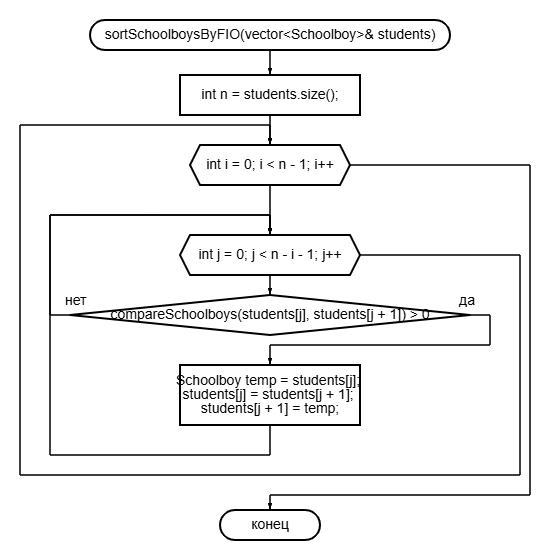 sortSchoolboysByFIO(vector<Schoolboy>& students)
int n = students.size();
int i = 0; i < n - 1; i++
int j = 0; j < n - i - 1; j++
нет
да
compareSchoolboys(students[j], students[j + 1]) > 0
Schoolboy temp = students[j];
students[j] = students[j + 1];
students[j + 1] = temp;
конец